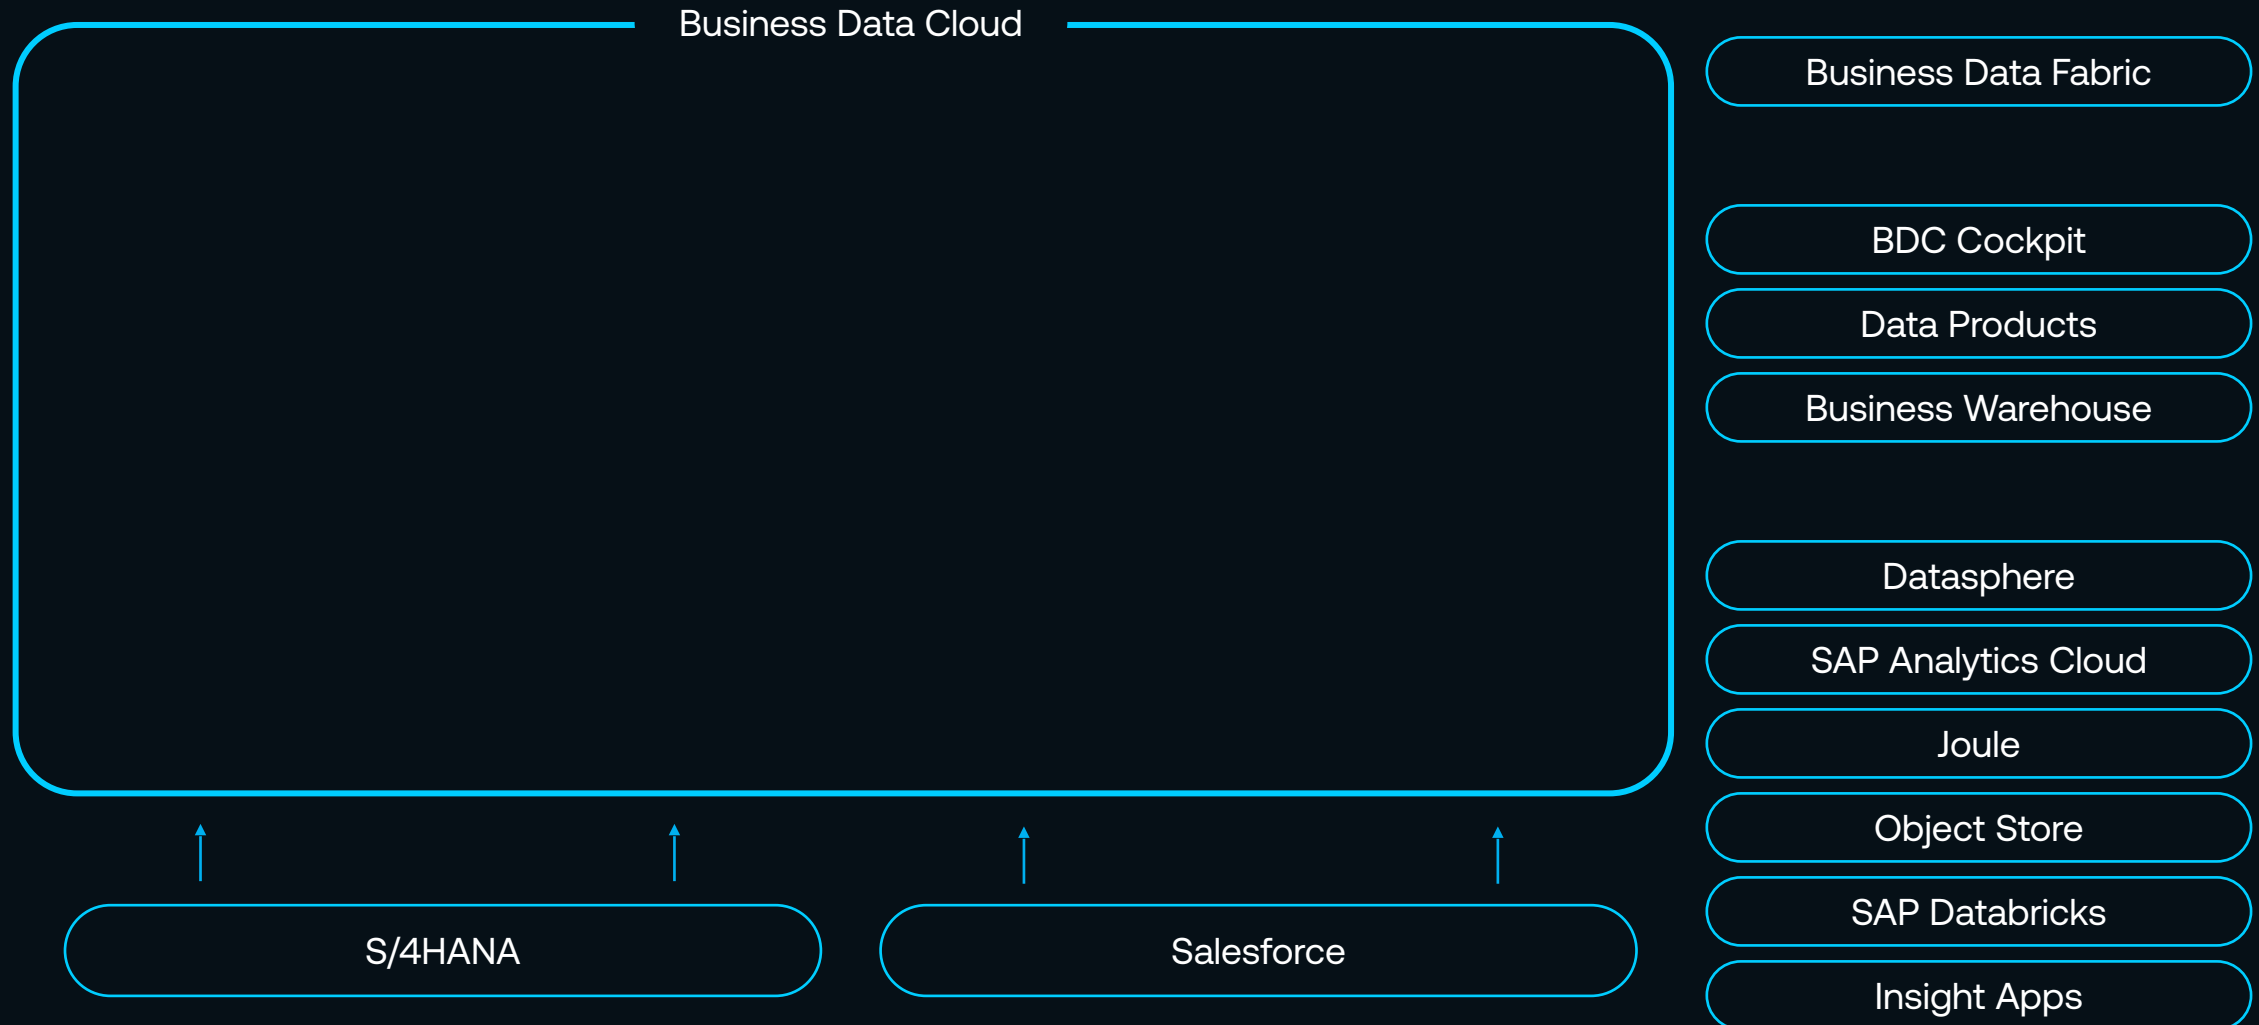 Business Data Cloud
Business Data Fabric
BDC Cockpit
Data Products
Business Warehouse
Datasphere
SAP Analytics Cloud
Joule
Object Store
SAP Databricks
Insight Apps
S/4HANA
Salesforce